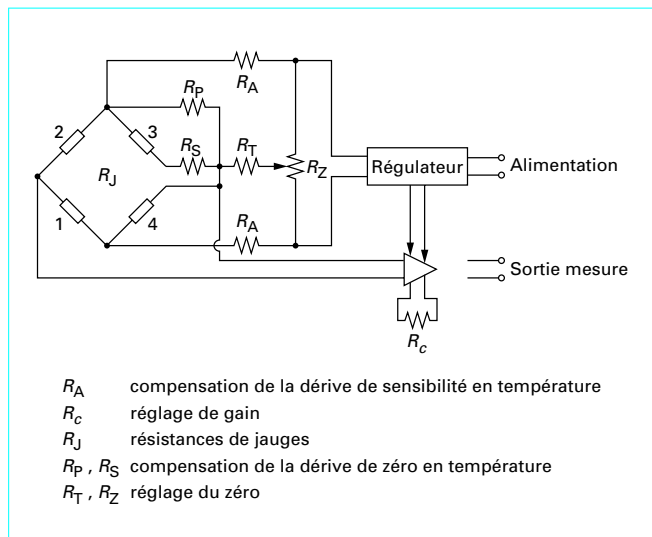 R_A
R_P
2
3
R_S
R_T
R_Z
Régulateur
Alimentation
R_J
1
4
R_A
Sortie mesure
R_c
R_A compensation de la dérive de sensibilité en température
R_c réglage de gain
R_J résistances de jauges
R_P , R_S compensation de la dérive de zéro en température
R_T , R_Z réglage du zéro